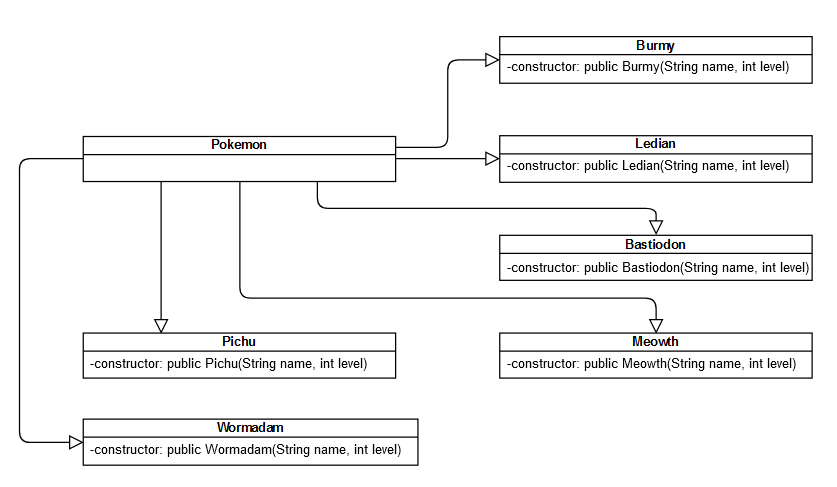 Burmy
-constructor: public Burmy(String name, int level)
Pokemon
Ledian
-constructor: public Ledian(String name, int level)
Bastiodon
-constructor: public Bastiodon(String name, int level)
Pichu
-constructor: public Pichu(String name, int level)
Meowth
-constructor: public Meowth(String name, int level)
Wormadam
-constructor: public Wormadam(String name, int level)